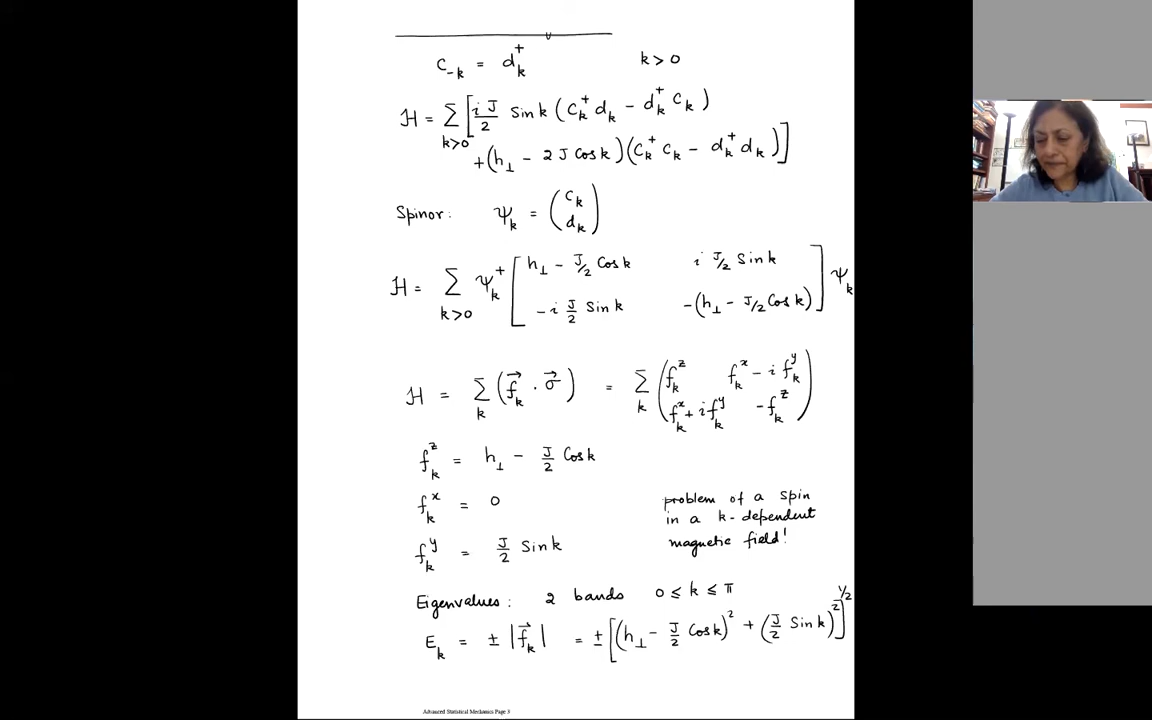 c_{-k} = d_k^+ k > 0
H = Σ_{k>0} [ i J/2 Sin k (c_k^+ d_k - d_k^+ c_k)
+ (h_⊥ - 2J Cos k)(c_k^+ c_k - d_k^+ d_k) ]
Spinor: Ψ_k = ( c_k
d_k )
H = Σ_{k>0} Ψ_k^+ [ h_⊥ - J/2 Cos k i J/2 Sin k
- i J/2 Sin k -(h_⊥ - J/2 Cos k) ] Ψ_k
H = Σ_k ( f_k · σ ) = Σ_k ( f_k^z f_k^x - i f_k^y
f_k^x + i f_k^y - f_k^z )
f_k^z = h_⊥ - J/2 Cos k
f_k^x = 0
problem of a spin
in a k-dependent
magnetic field!
f_k^y = J/2 Sin k
Eigenvalues: 2 bands 0 ≤ k ≤ π
E_k = ± |f_k| = ± [ (h_⊥ - J/2 Cos k)^2 + (J/2 Sin k)^2 ]^{1/2}
Advanced Statistical Mechanics Page 3